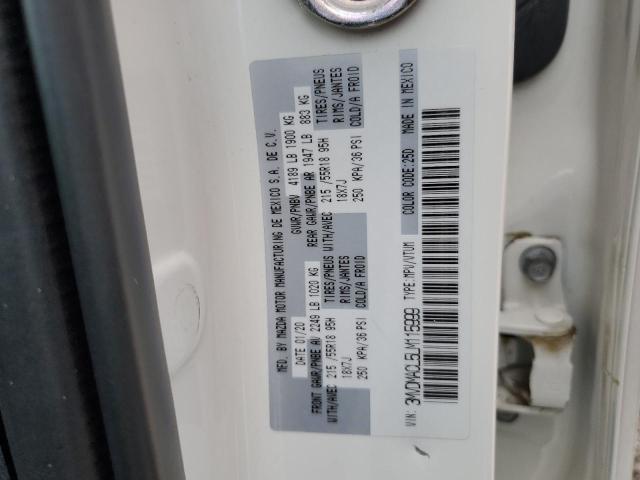 MFD. BY MAZDA MOTOR MANUFACTURING DE MEXICO S.A. DE C.V.
DATE 01/20 GVWR/PNBV 4189 LB 1900 KG
FRONT GAWR/PNBE AV 2249 LB 1020 KG REAR GAWR/PNBE AR 1947 LB 883 KG
TIRES/PNEUS WITH/AVEC 215/55R18 95H TIRES/PNEUS
RIMS/JANTES 18X7J RIMS/JANTES
COLD/A FROID 250 KPA/36 PSI COLD/A FROID
WITH/AVEC 215/55R18 95H
18X7J
250 KPA/36 PSI
VIN: 3MVDMACL5LM115999 TYPE:MPV/VTUM
COLOR CODE:25D MADE IN MEXICO